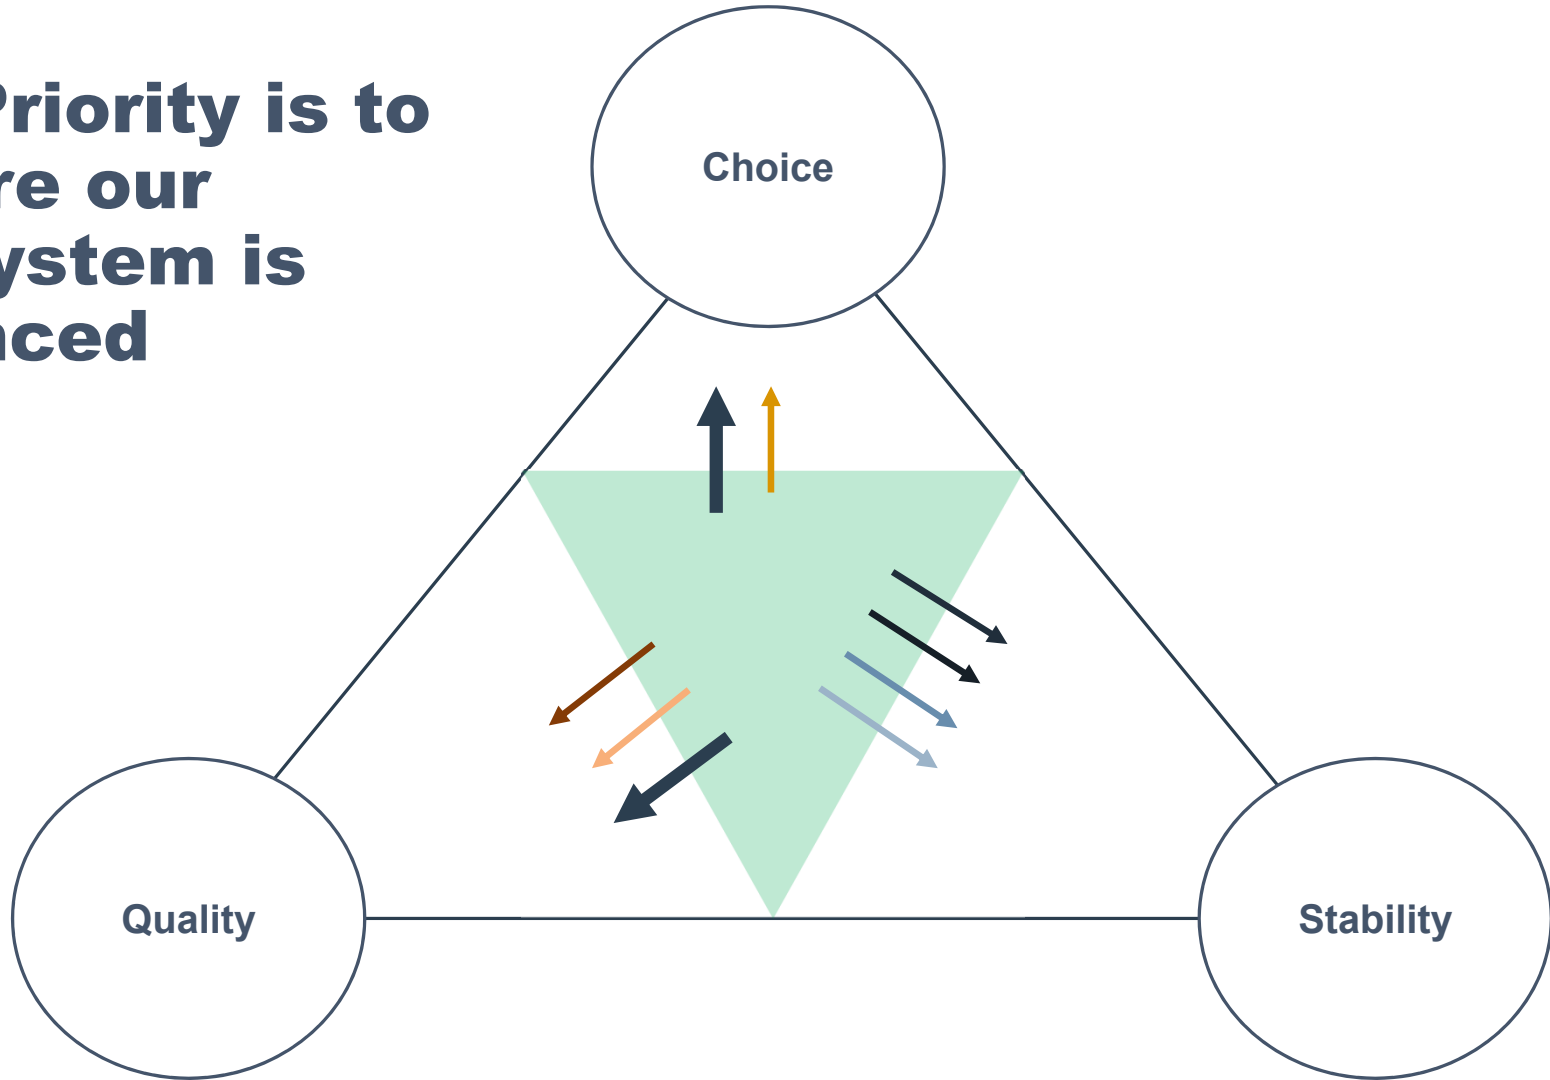 Priority is to
re our
ystem is
nced
Choice
Quality
Stability